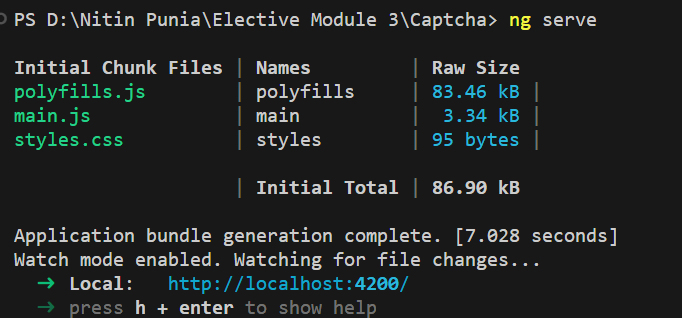 PS D:\Nitin Punia\Elective Module 3\Captcha> ng serve
Initial Chunk Files | Names | Raw Size
polyfills.js | polyfills | 83.46 kB |
main.js | main | 3.34 kB |
styles.css | styles | 95 bytes |
| Initial Total | 86.90 kB
Application bundle generation complete. [7.028 seconds]
Watch mode enabled. Watching for file changes...
➜ Local: http://localhost:4200/
➜ press h + enter to show help